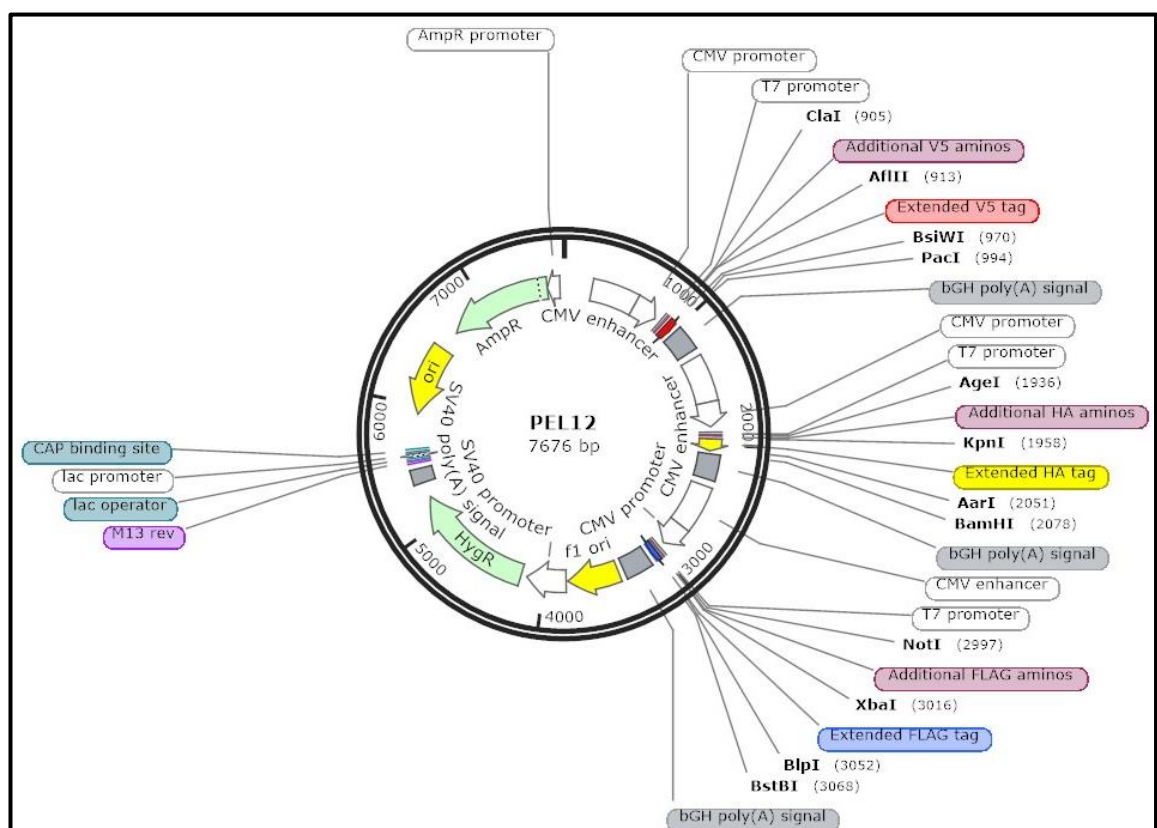 AmpR promoter
CMV promoter
T7 promoter
ClaI (905)
Additional V5 aminos
AflII (913)
Extended V5 tag
BsiWI (970)
PacI (994)
bGH poly(A) signal
CMV promoter
T7 promoter
AgeI (1936)
Additional HA aminos
KpnI (1958)
Extended HA tag
AarI (2051)
BamHI (2078)
bGH poly(A) signal
CMV enhancer
T7 promoter
NotI (2997)
Additional FLAG aminos
XbaI (3016)
Extended FLAG tag
BlpI (3052)
BstBI (3068)
bGH poly(A) signal
CAP binding site
lac promoter
lac operator
M13 rev
1000
2000
3000
4000
5000
6000
7000
CMV enhancer
CMV enhancer
CMV promoter
f1 ori
SV40 promoter
HygR
SV40 poly(A) signal
ori
AmpR
PEL12
7676 bp